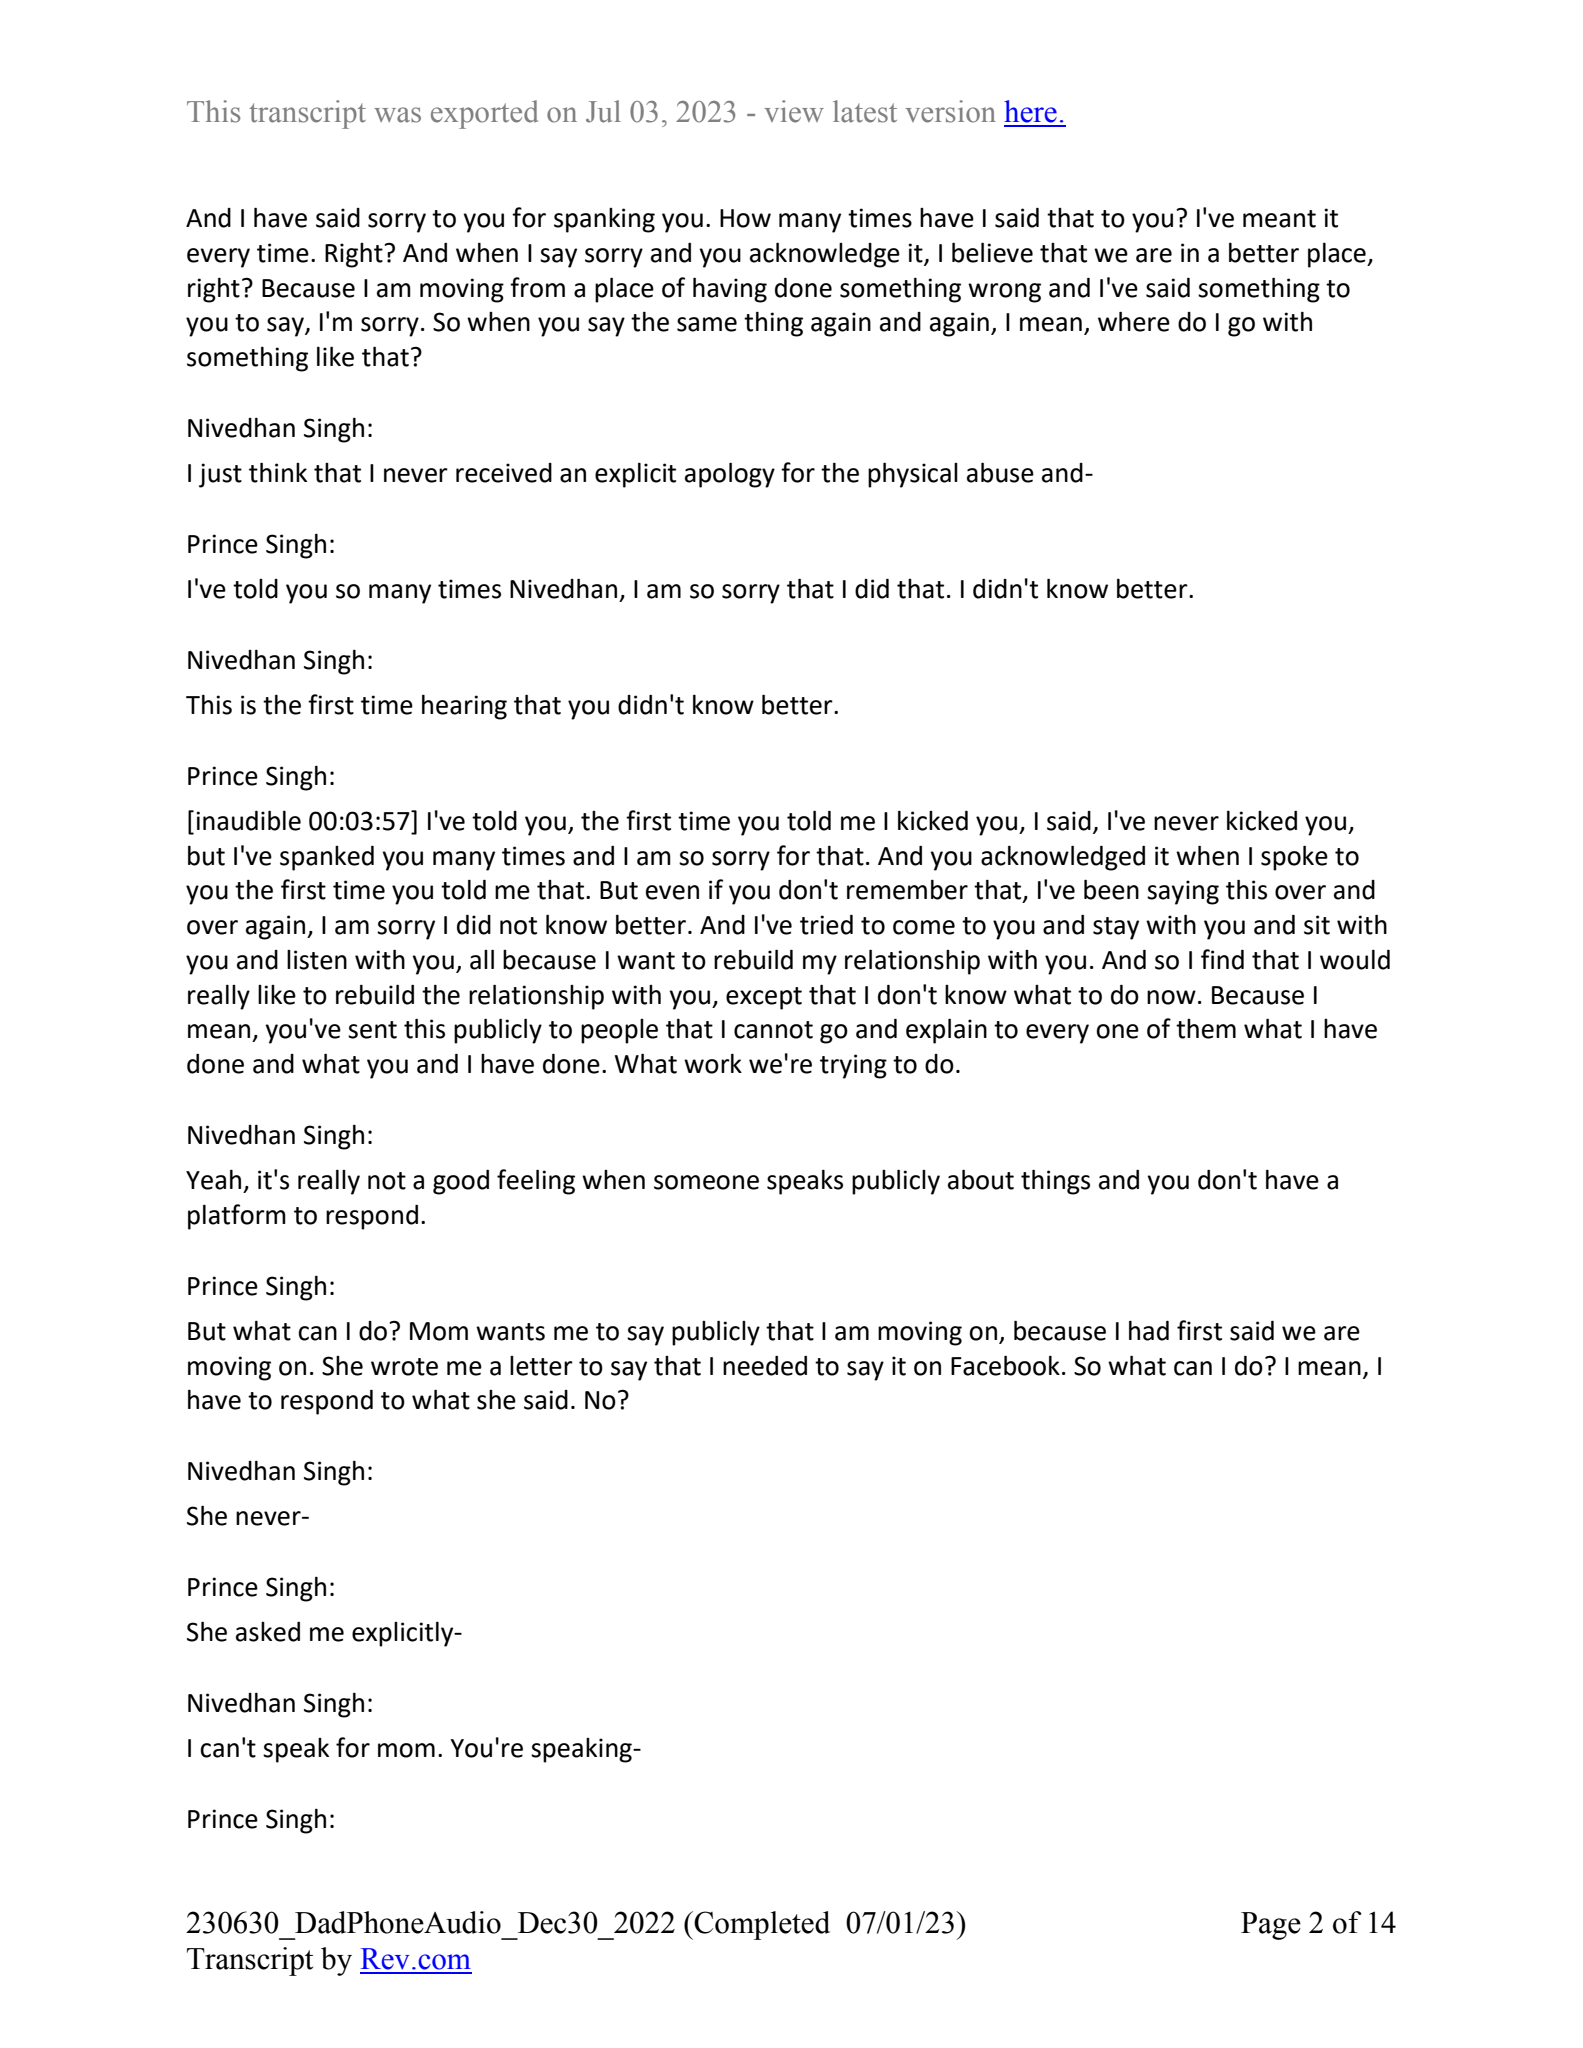 This transcript was exported on Jul 03, 2023 - view latest version here.
And I have said sorry to you for spanking you. How many times have I said that to you? I've meant it
every time. Right? And when I say sorry and you acknowledge it, I believe that we are in a better place,
right? Because I am moving from a place of having done something wrong and I've said something to
you to say, I'm sorry. So when you say the same thing again and again, I mean, where do I go with
something like that?
Nivedhan Singh:
I just think that I never received an explicit apology for the physical abuse and-
Prince Singh:
I've told you so many times Nivedhan, I am so sorry that I did that. I didn't know better.
Nivedhan Singh:
This is the first time hearing that you didn't know better.
Prince Singh:
[inaudible 00:03:57] I've told you, the first time you told me I kicked you, I said, I've never kicked you,
but I've spanked you many times and I am so sorry for that. And you acknowledged it when I spoke to
you the first time you told me that. But even if you don't remember that, I've been saying this over and
over again, I am sorry I did not know better. And I've tried to come to you and stay with you and sit with
you and listen with you, all because I want to rebuild my relationship with you. And so I find that I would
really like to rebuild the relationship with you, except that I don't know what to do now. Because I
mean, you've sent this publicly to people that I cannot go and explain to every one of them what I have
done and what you and I have done. What work we're trying to do.
Nivedhan Singh:
Yeah, it's really not a good feeling when someone speaks publicly about things and you don't have a
platform to respond.
Prince Singh:
But what can I do? Mom wants me to say publicly that I am moving on, because I had first said we are
moving on. She wrote me a letter to say that I needed to say it on Facebook. So what can I do? I mean, I
have to respond to what she said. No?
Nivedhan Singh:
She never-
Prince Singh:
She asked me explicitly-
Nivedhan Singh:
I can't speak for mom. You're speaking-
Prince Singh:
230630_DadPhoneAudio_Dec30_2022 (Completed 07/01/23) Page 2 of 14
Transcript by Rev.com